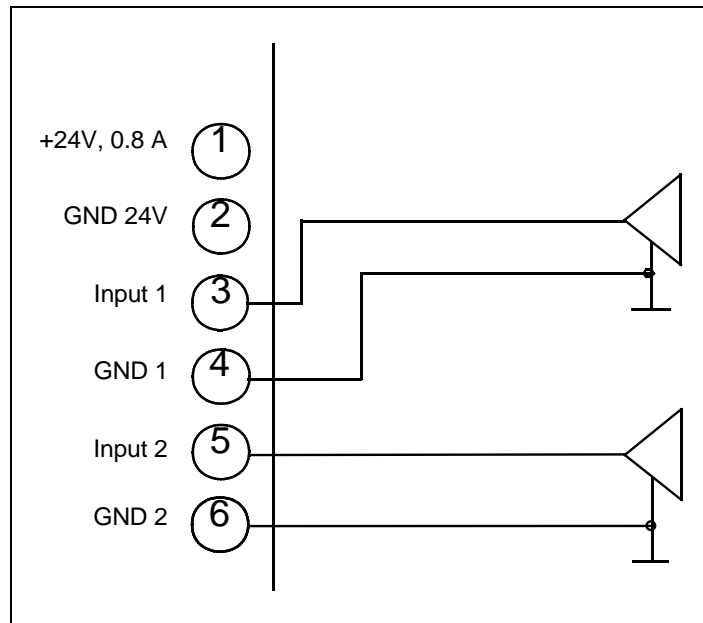 +24V, 0.8 A 1
GND 24V 2
Input 1 3
GND 1 4
Input 2 5
GND 2 6